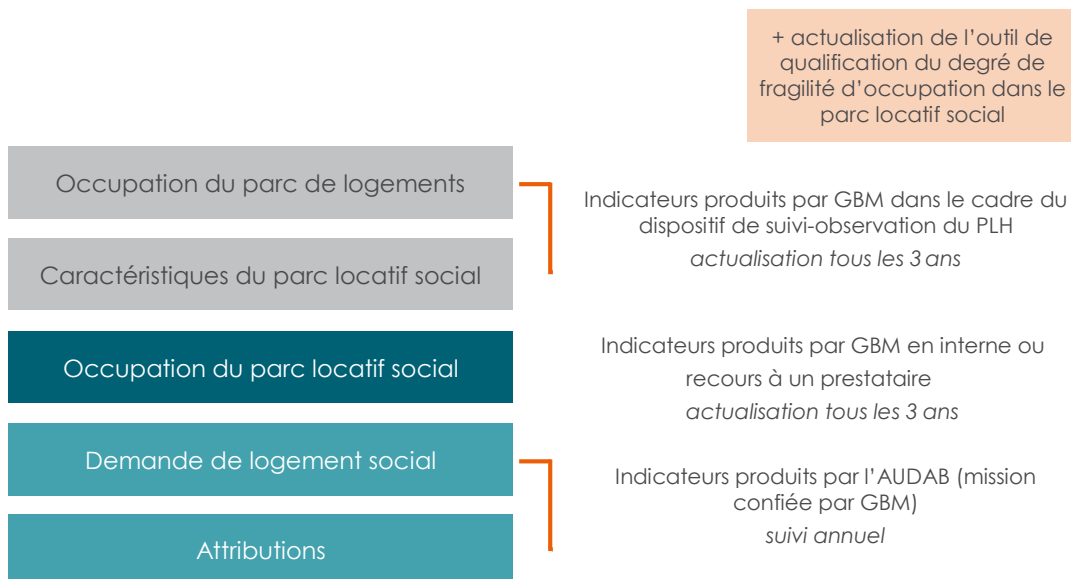 + actualisation de l'outil de
qualification du degré de
fragilité d'occupation dans le
parc locatif social
Occupation du parc de logements
Caractéristiques du parc locatif social
Indicateurs produits par GBM dans le cadre du
dispositif de suivi-observation du PLH
actualisation tous les 3 ans
Occupation du parc locatif social
Indicateurs produits par GBM en interne ou
recours à un prestataire
actualisation tous les 3 ans
Demande de logement social
Attributions
Indicateurs produits par l'AUDAB (mission
confiée par GBM)
suivi annuel